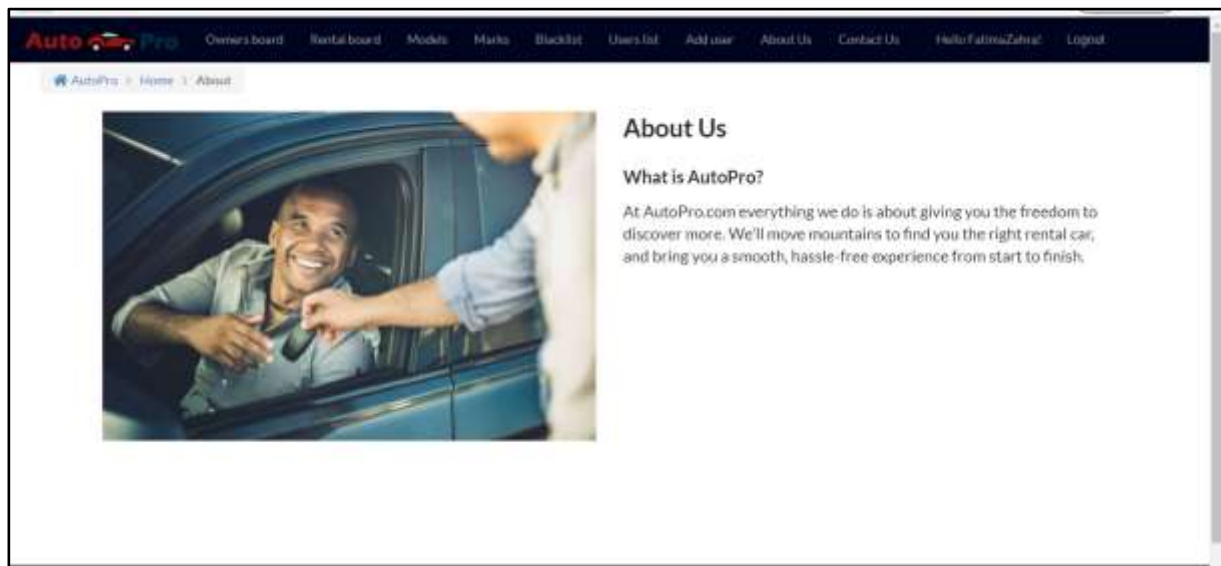 Auto Pro
Owners board Rental board Models Marks Blacklist Users list Add user About Us Contact Us Hello FatimaZahra! Logout
AutoPro > Home > About
About Us
What is AutoPro?
At AutoPro.com everything we do is about giving you the freedom to
discover more. We'll move mountains to find you the right rental car,
and bring you a smooth, hassle-free experience from start to finish.